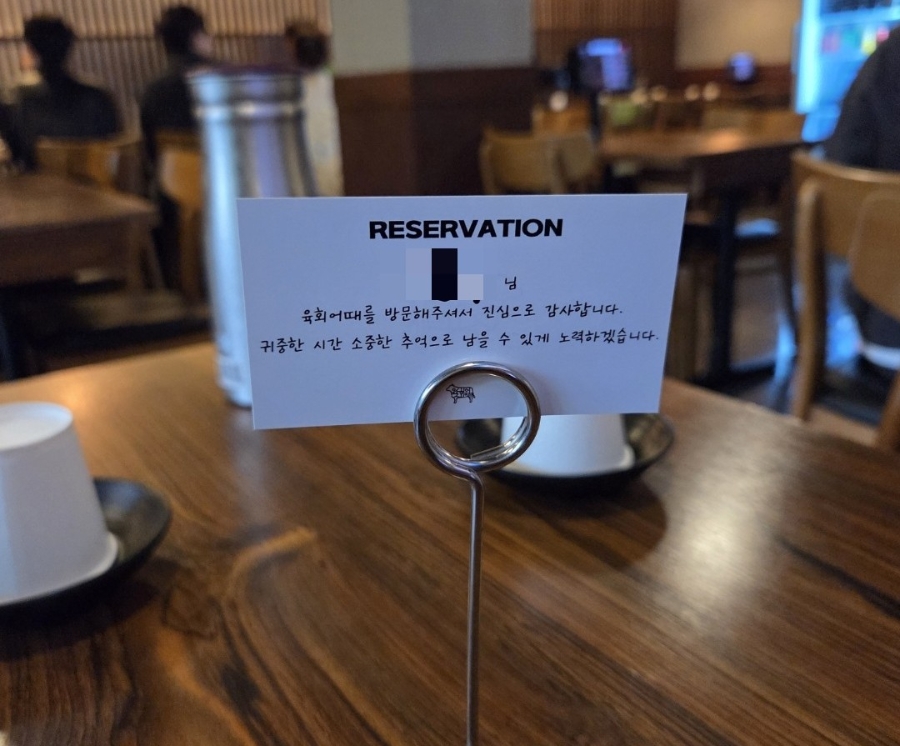 RESERVATION
님
육회어때를 방문해주셔서 진심으로 감사합니다.
귀중한 시간 소중한 추억으로 남을 수 있게 노력하겠습니다.